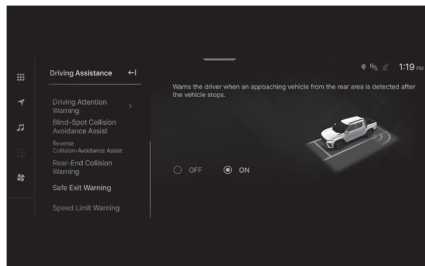 Driving Assistance
1:19 PM
Warns the driver when an approaching vehicle from the rear area is detected after
the vehicle stops.
Driving Attention
Warning
Blind-Spot Collision
Avoidance Assist
Reverse
Collision-Avoidance Assist
Rear-End Collision
Warning
OFF
ON
Safe Exit Warning
Speed Limit Warning